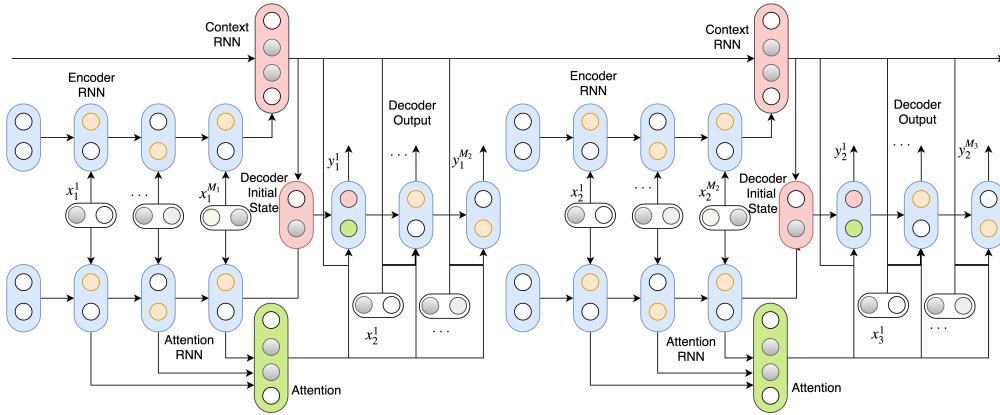 Context
RNN
Encoder
RNN
Decoder
Output
x_1^1
. . .
x_1^{M_1}
y_1^1
. . .
y_1^{M_2}
Decoder
Initial
State
x_2^1
. . .
Attention
RNN
Attention
Context
RNN
Encoder
RNN
Decoder
Output
x_2^1
. . .
x_2^{M_2}
y_2^1
. . .
y_2^{M_3}
Decoder
Initial
State
x_3^1
. . .
Attention
RNN
Attention